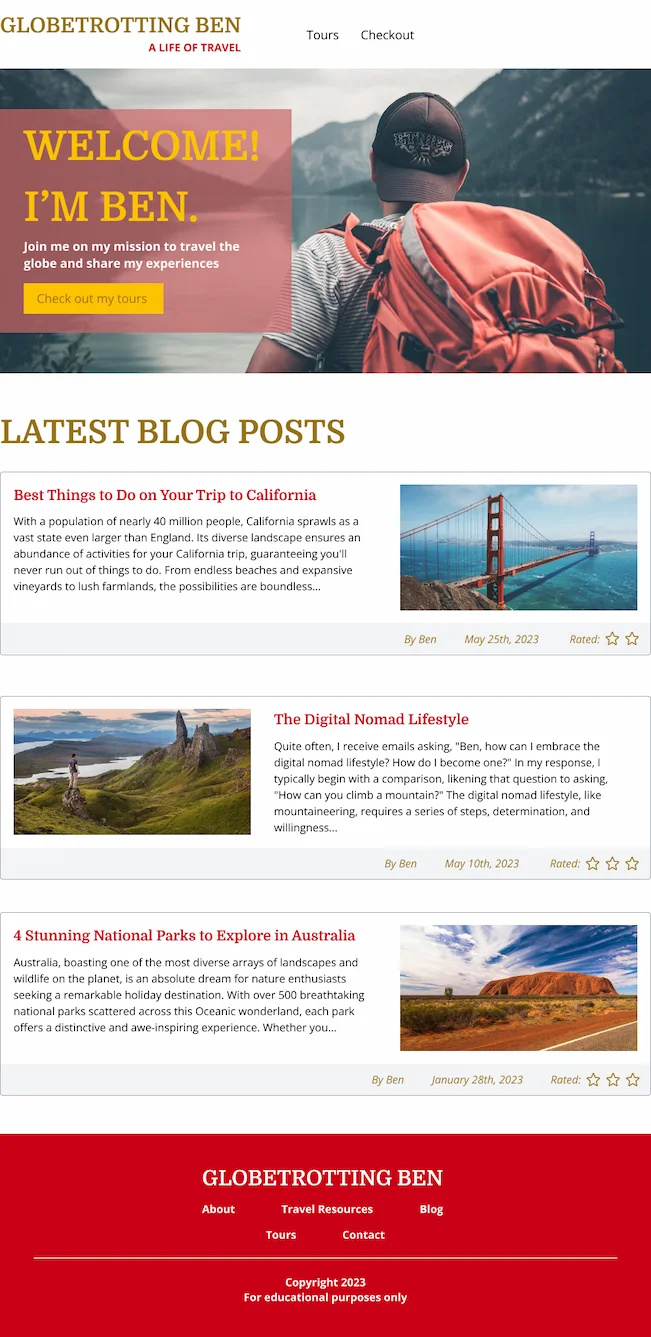 GLOBETROTTING BEN
A LIFE OF TRAVEL
Tours
Checkout
ETNIES
WELCOME!
I’M BEN.
Join me on my mission to travel the
globe and share my experiences
Check out my tours
LATEST BLOG POSTS
Best Things to Do on Your Trip to California
With a population of nearly 40 million people, California sprawls as a
vast state even larger than England. Its diverse landscape ensures an
abundance of activities for your California trip, guaranteeing you'll
never run out of things to do. From endless beaches and expansive
vineyards to lush farmlands, the possibilities are boundless...
By Ben
May 25th, 2023
Rated:
The Digital Nomad Lifestyle
Quite often, I receive emails asking, "Ben, how can I embrace the
digital nomad lifestyle? How do I become one?" In my response, I
typically begin with a comparison, likening that question to asking,
"How can you climb a mountain?" The digital nomad lifestyle, like
mountaineering, requires a series of steps, determination, and
willingness...
By Ben
May 10th, 2023
Rated:
4 Stunning National Parks to Explore in Australia
Australia, boasting one of the most diverse arrays of landscapes and
wildlife on the planet, is an absolute dream for nature enthusiasts
seeking a remarkable holiday destination. With over 500 breathtaking
national parks scattered across this Oceanic wonderland, each park
offers a distinctive and awe-inspiring experience. Whether you...
By Ben
January 28th, 2023
Rated:
GLOBETROTTING BEN
About
Travel Resources
Blog
Tours
Contact
Copyright 2023
For educational purposes only